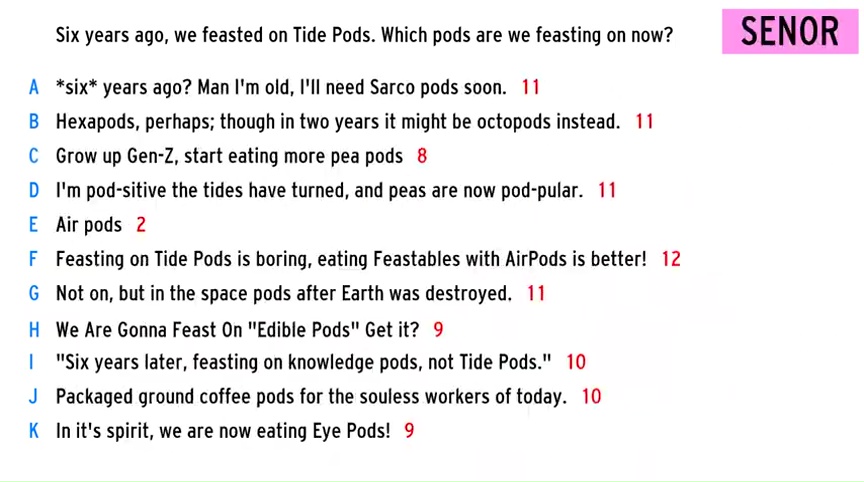 Six years ago, we feasted on Tide Pods. Which pods are we feasting on now?
SENOR
A *six* years ago? Man I'm old, I'll need Sarco pods soon. 11
B Hexapods, perhaps; though in two years it might be octopods instead. 11
C Grow up Gen-Z, start eating more pea pods 8
D I'm pod-sitive the tides have turned, and peas are now pod-pular. 11
E Air pods 2
F Feasting on Tide Pods is boring, eating Feastables with AirPods is better! 12
G Not on, but in the space pods after Earth was destroyed. 11
H We Are Gonna Feast On "Edible Pods" Get it? 9
I "Six years later, feasting on knowledge pods, not Tide Pods." 10
J Packaged ground coffee pods for the souless workers of today. 10
K In it's spirit, we are now eating Eye Pods! 9